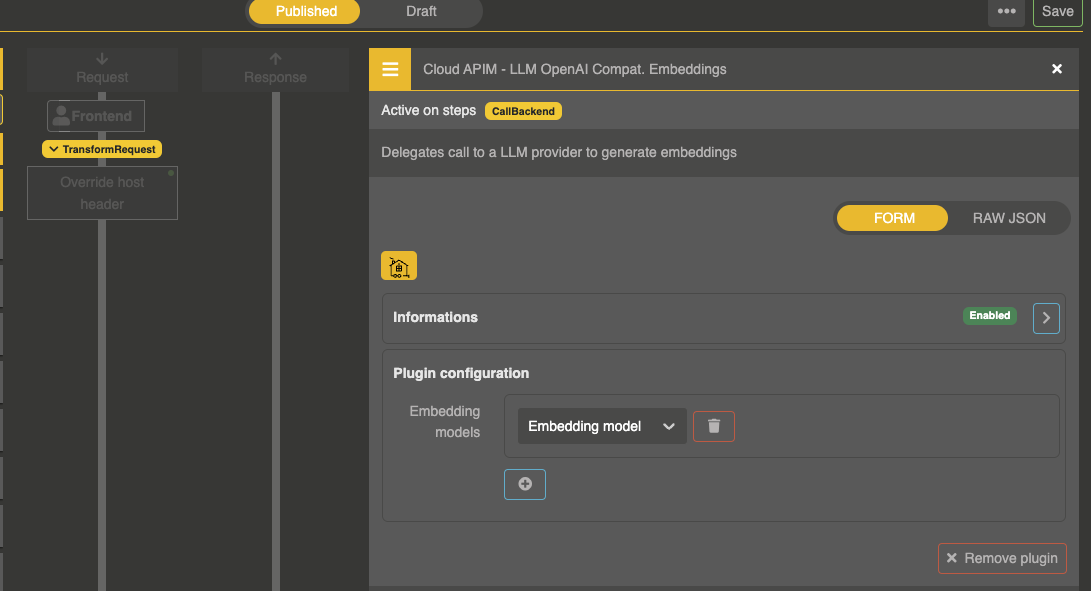 Published
Draft
•••
Save
Request
Response
Cloud APIM - LLM OpenAI Compat. Embeddings
Active on steps
CallBackend
Frontend
TransformRequest
Delegates call to a LLM provider to generate embeddings
Override host
header
FORM
RAW JSON
Informations
Enabled
Plugin configuration
Embedding
models
Embedding model
Remove plugin